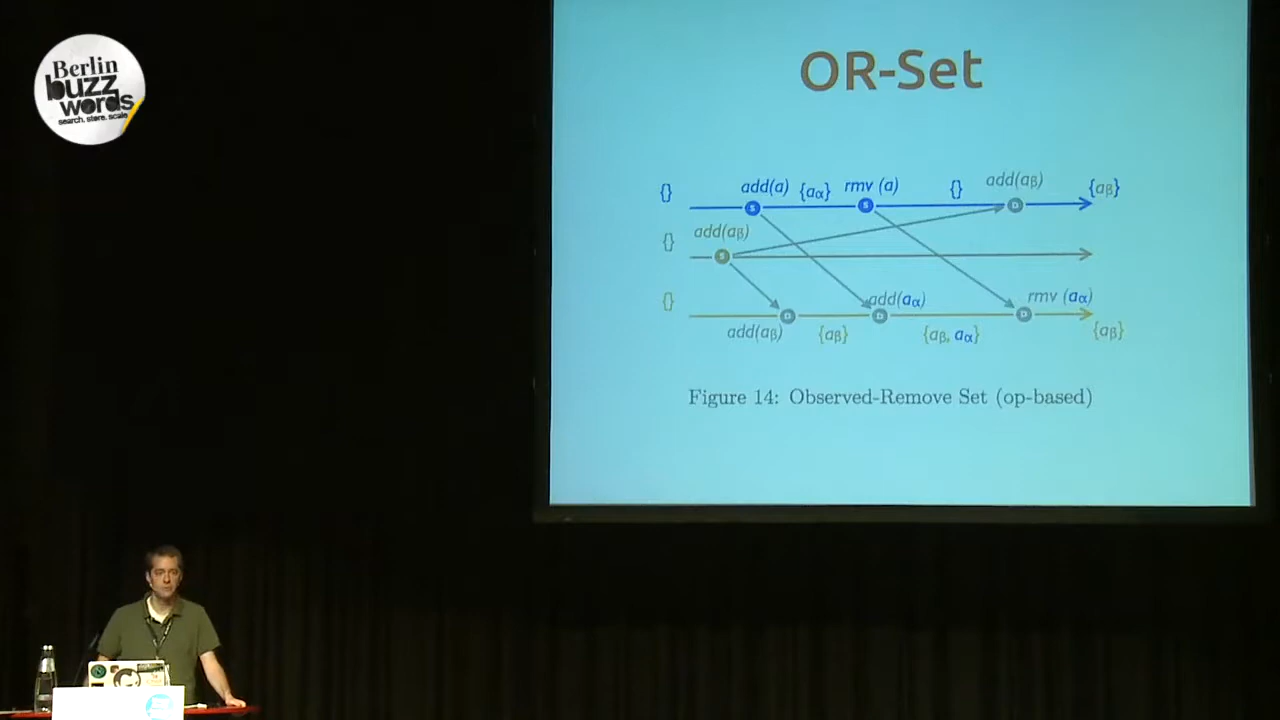 Berlin
buzz
words
search. store. scale
OR-Set
{} add(a) {aα} rmv (a) {} add(aβ) {aβ}
S S D
{} add(aβ)
S
{} add(aα) rmv (aα)
D D D
add(aβ) {aβ} {aβ, aα} {aβ}
Figure 14: Observed-Remove Set (op-based)